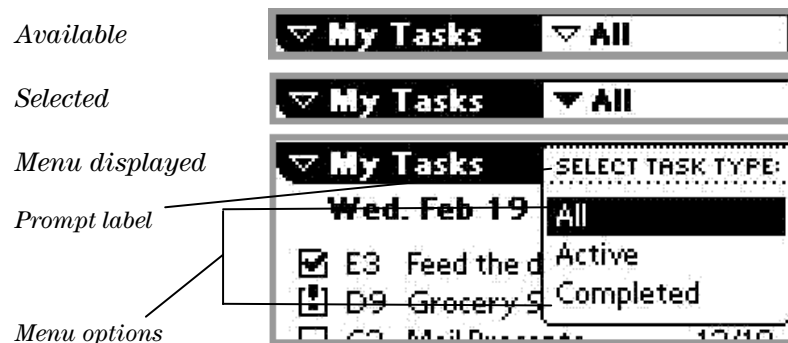 Available
My Tasks All
Selected
My Tasks All
Menu displayed
My Tasks SELECT TASK TYPE:
Prompt label
Wed. Feb 19 All
E3 Feed the d Active
D9 Grocery S Completed
Menu options